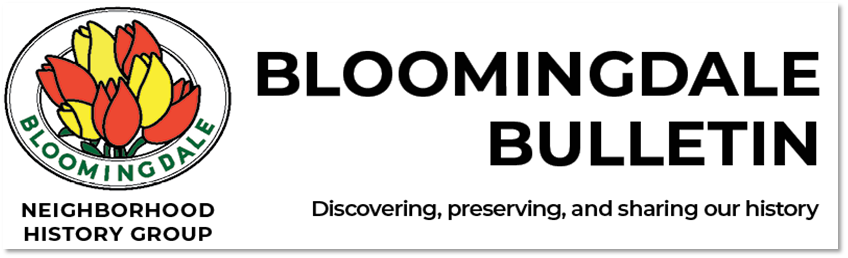 BLOOMINGDALE
NEIGHBORHOOD
HISTORY GROUP
BLOOMINGDALE
BULLETIN
Discovering, preserving, and sharing our history